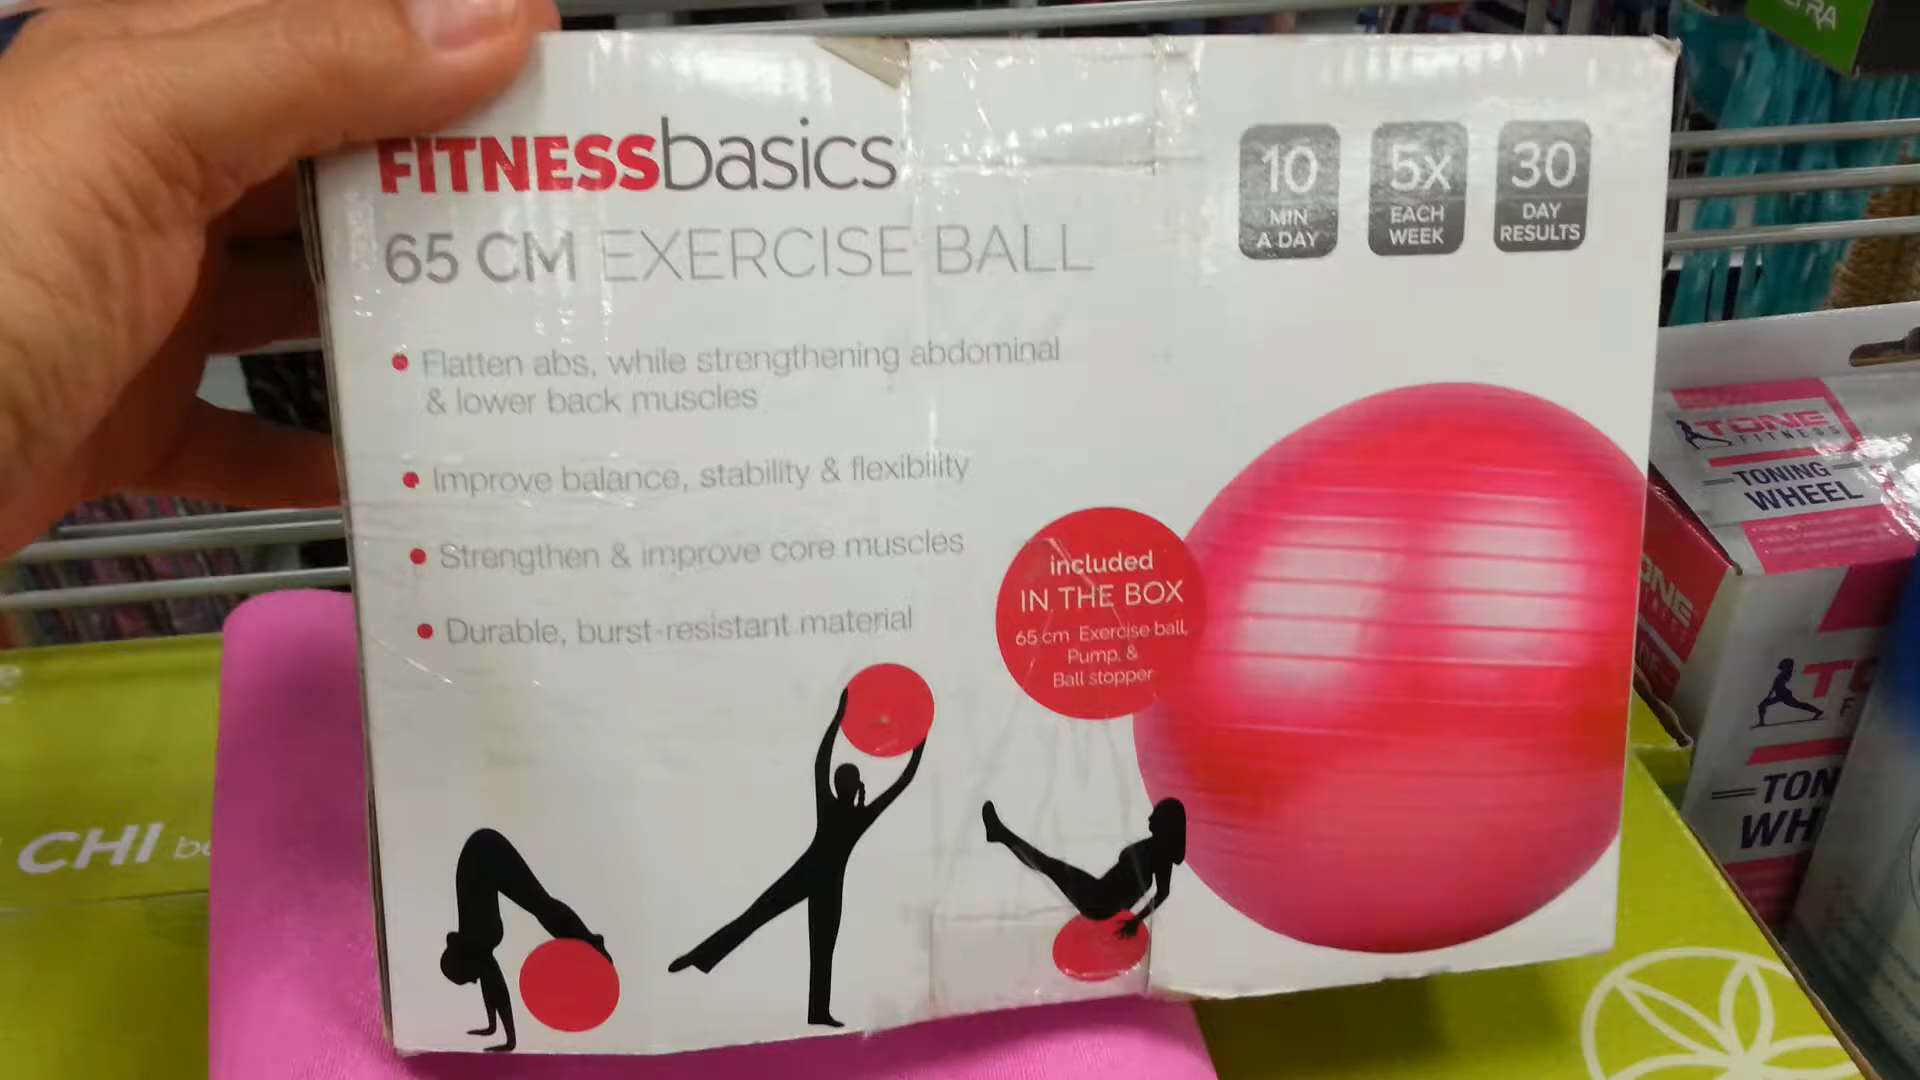 FITNESSbasics
65 CM EXERCISE BALL
10
MIN
A DAY
5x
EACH
WEEK
30
DAY
RESULTS
• Flatten abs, while strengthening abdominal
& lower back muscles
• Improve balance, stability & flexibility
• Strengthen & improve core muscles
• Durable, burst-resistant material
included
IN THE BOX
65 cm Exercise ball,
Pump, &
Ball stopper
CHI
TONE
FITNESS
TONING
WHEEL